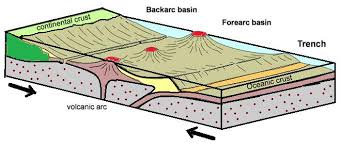 Backarc basin
Forearc basin
continental crust
Trench
Oceanic crust
volcanic arc